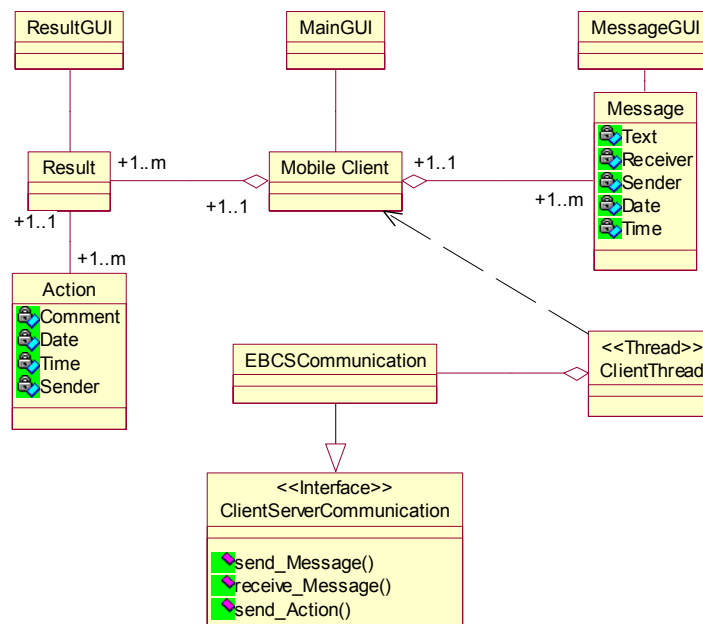 ResultGUI
MainGUI
MessageGUI
Message
Text
Receiver
Sender
Date
Time
Result
+1..m
Mobile Client
+1..1
+1..1
+1..m
+1..1
+1..m
Action
Comment
Date
Time
Sender
EBCSCommunication
<<Thread>>
ClientThread
<<Interface>>
ClientServerCommunication
send_Message()
receive_Message()
send_Action()